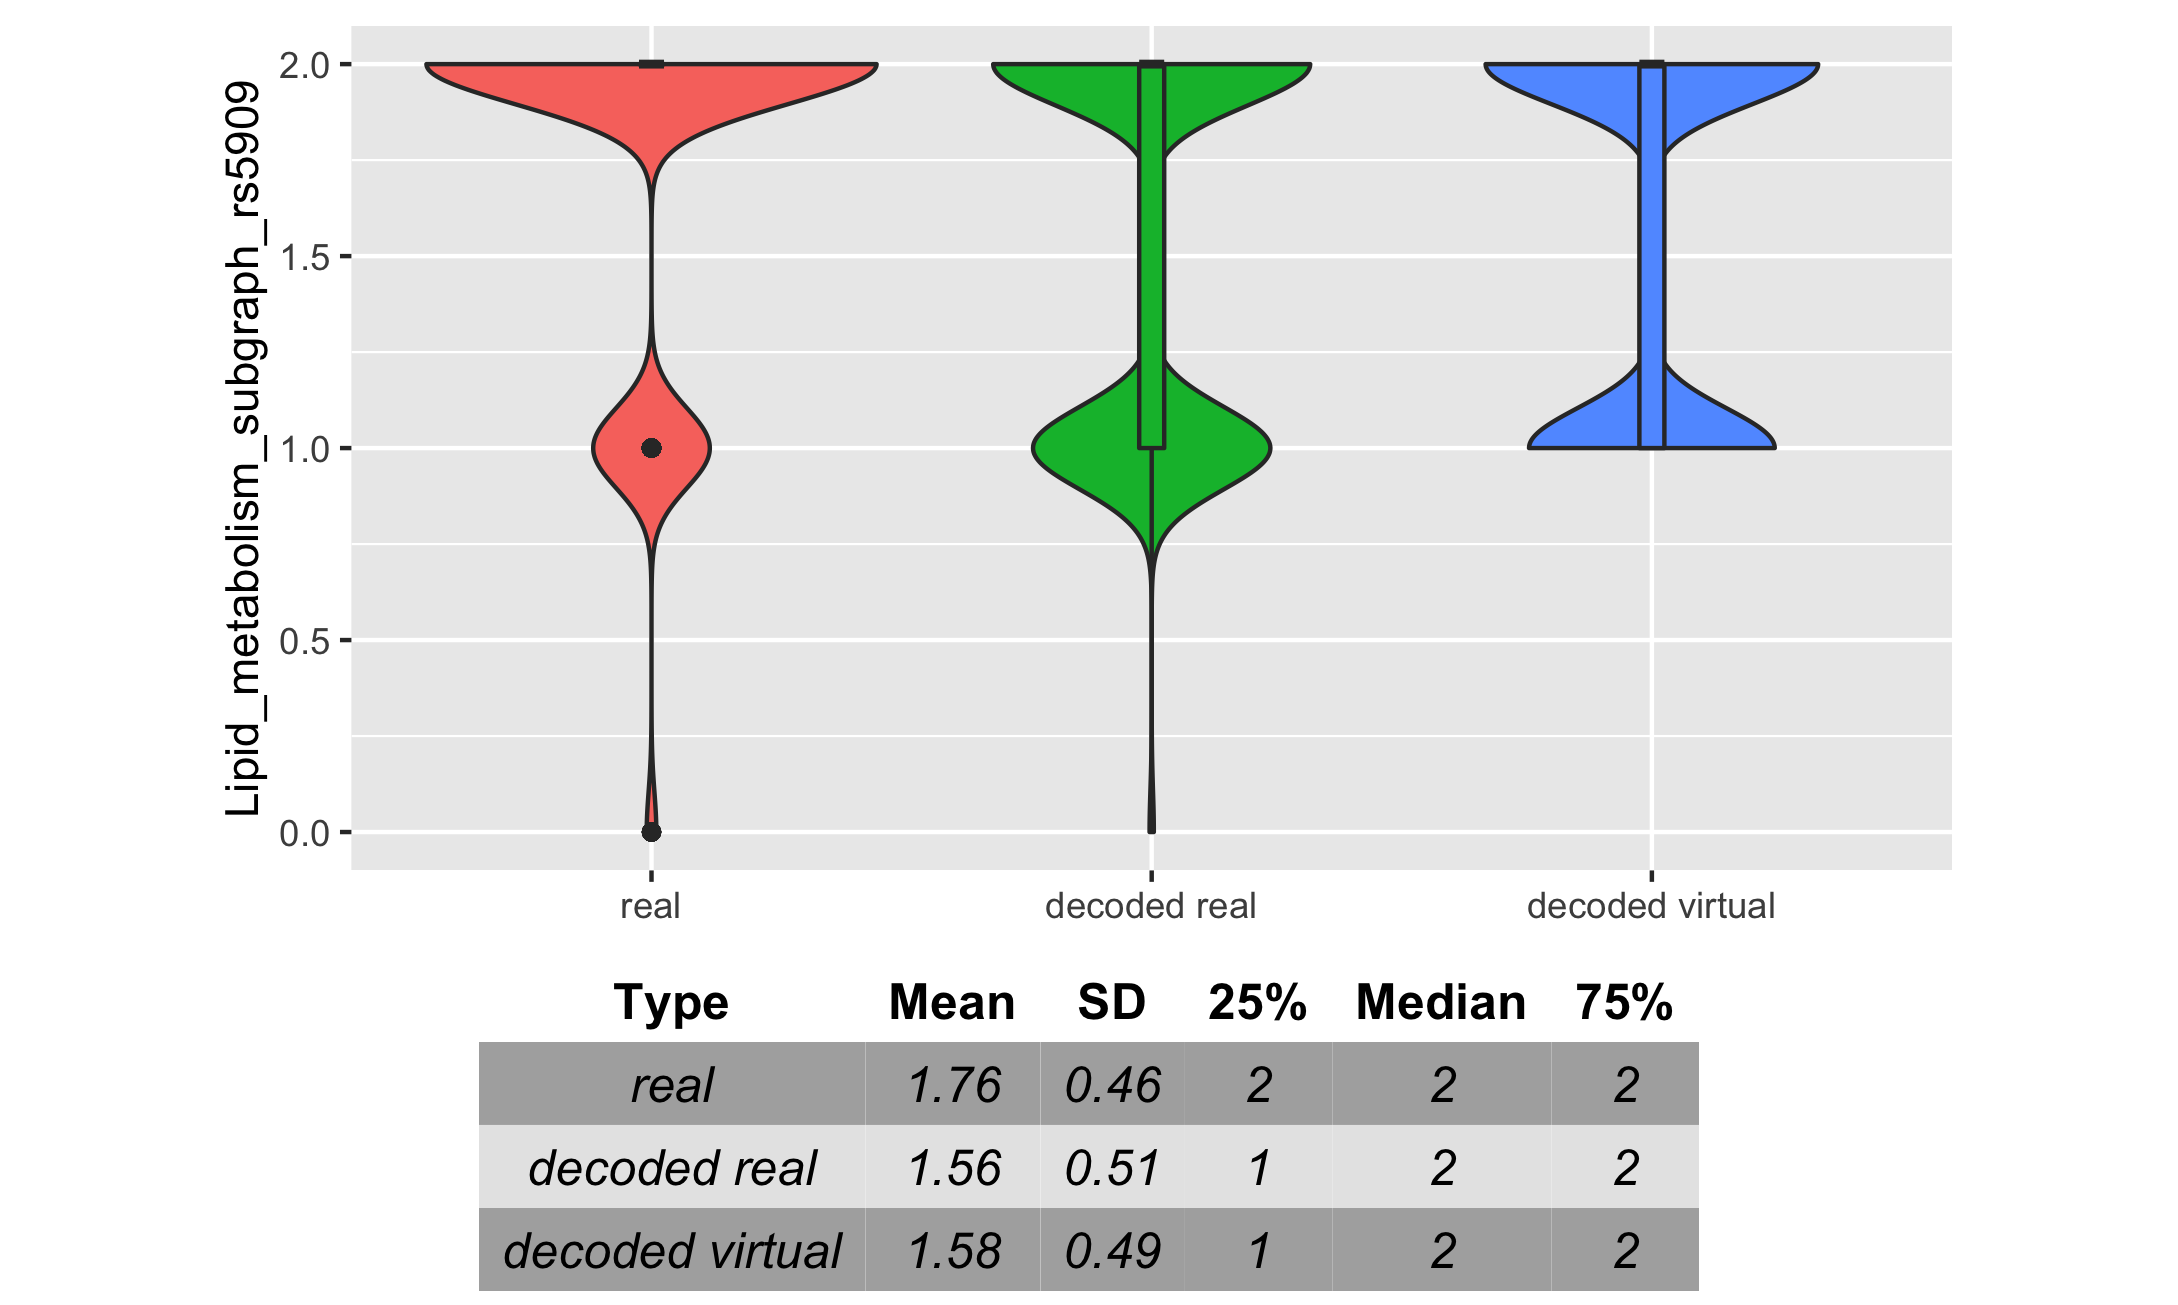 Lipid_metabolism_subgraph_rs5909
2.0
1.5
1.0
0.5
0.0
real decoded real decoded virtual
Type Mean SD 25% Median 75%
real 1.76 0.46 2 2 2
decoded real 1.56 0.51 1 2 2
decoded virtual 1.58 0.49 1 2 2